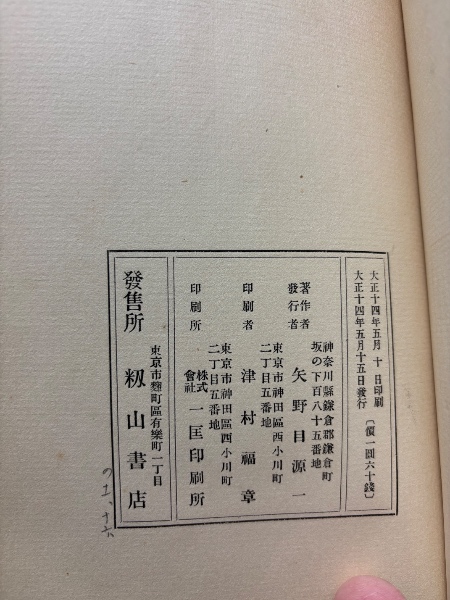 大正十四年五月 十 日印刷
大正十四年五月十五日發行
〔價一圓六十錢〕
著作者
發行者
神奈川縣鎌倉郡鎌倉町
坂の下百八十五番地
矢野目源一
印刷者
東京市神田區西小川町
二丁目五番地
津村福章
印刷所
東京市神田區西小川町
二丁目五番地
株式
會社
一匡印刷所
發售所
東京市麴町區有樂町一丁目
籾山書店